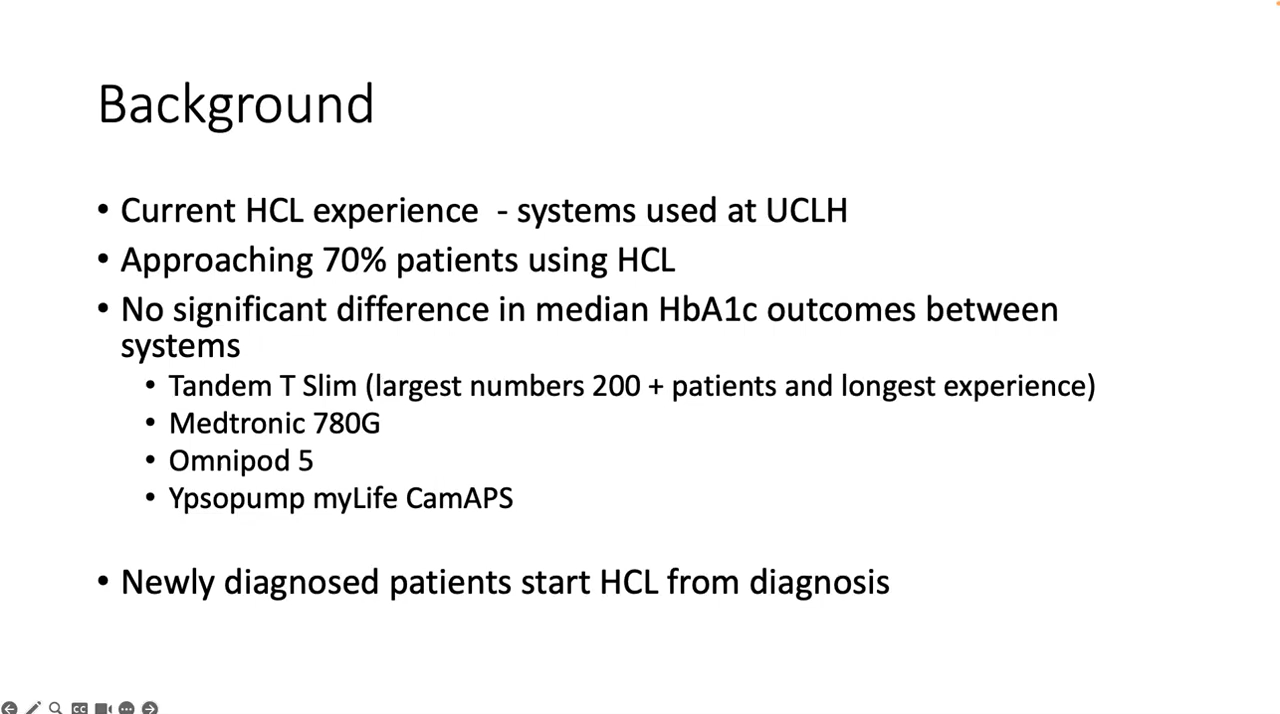 Background
• Current HCL experience  - systems used at UCLH
• Approaching 70% patients using HCL
• No significant difference in median HbA1c outcomes between
systems
• Tandem T Slim (largest numbers 200 + patients and longest experience)
• Medtronic 780G
• Omnipod 5
• Ypsopump myLife CamAPS
• Newly diagnosed patients start HCL from diagnosis
CC